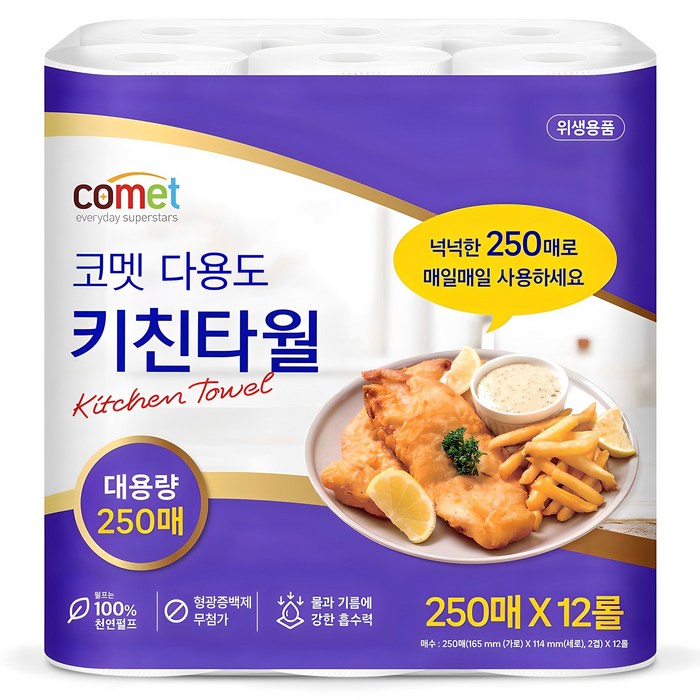 위생용품
comet
everyday superstars
넉넉한 250매로
매일매일 사용하세요
코멧 다용도
키친타월
Kitchen Towel
대용량
250매
펄프는
100%
천연펄프
형광증백제
무첨가
물과 기름에
강한 흡수력
250매 X 12롤
매수 : 250매(165 mm (가로) X 114 mm(세로), 2겹) X 12롤